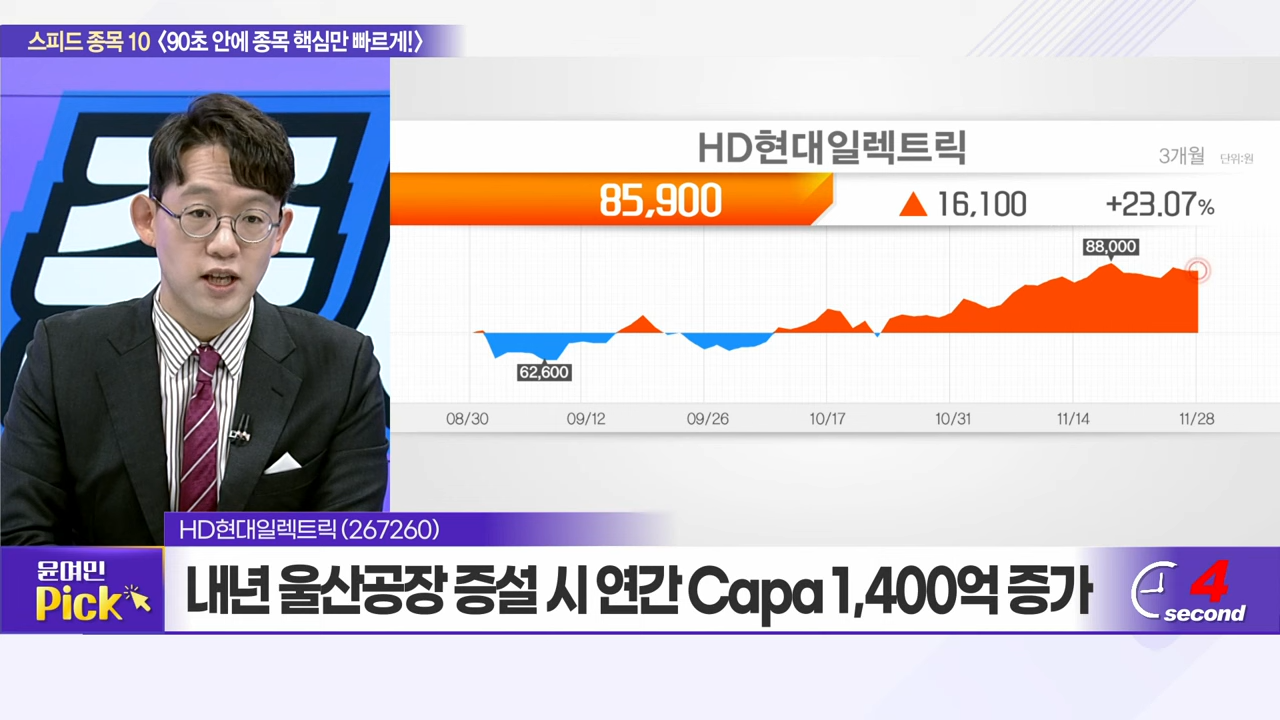 스피드 종목 10 〈90초 안에 종목 핵심만 빠르게!〉
HD현대일렉트릭
3개월 단위:원
85,900 ▲ 16,100 +23.07%
88,000
62,600
08/30 09/12 09/26 10/17 10/31 11/14 11/28
HD현대일렉트릭(267260)
윤여민
Pick
내년 울산공장 증설 시 연간 Capa 1,400억 증가
4
second